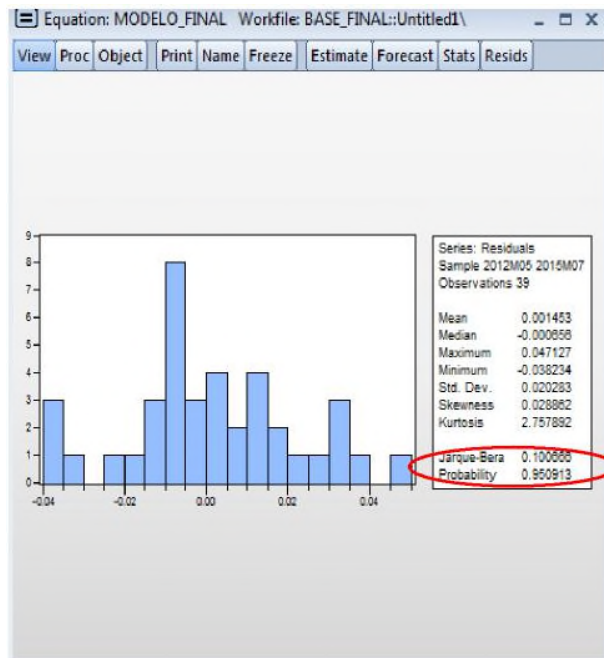 Equation: MODELO_FINAL Workfile: BASE_FINAL::Untitled1\
View Proc Object Print Name Freeze Estimate Forecast Stats Resids
9
8
7
6
5
4
3
2
1
0
-0.04 -0.02 0.00 0.02 0.04
Series: Residuals
Sample 2012M05 2015M07
Observations 39
Mean 0.001453
Median -0.000656
Maximum 0.047127
Minimum -0.038234
Std. Dev. 0.020283
Skewness 0.028862
Kurtosis 2.757892
Jarque-Bera 0.100666
Probability 0.950913